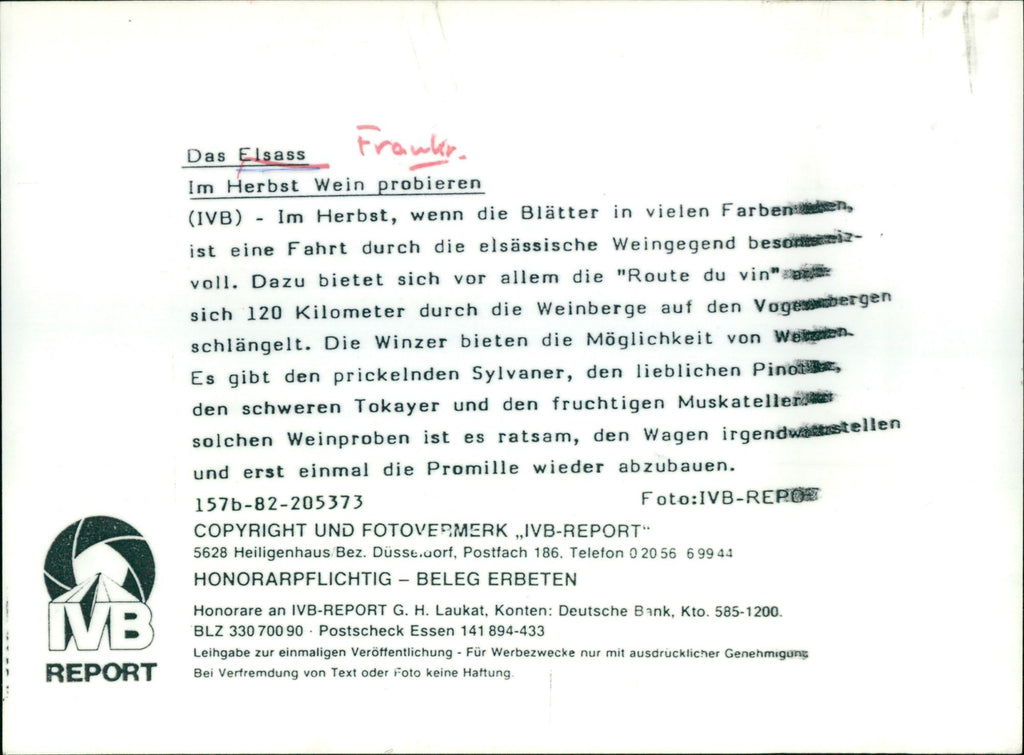 Das Elsass Frankr.
Im Herbst Wein probieren
(IVB) - Im Herbst, wenn die Blätter in vielen Farben
ist eine Fahrt durch die elsässische Weingegend
voll. Dazu bietet sich vor allem die "Route du vin"
sich 120 Kilometer durch die Weinberge auf den
schlängelt. Die Winzer bieten die Möglichkeit von
Es gibt den prickelnden Sylvaner, den lieblichen
den schweren Tokayer und den fruchtigen Muskateller.
solchen Weinproben ist es ratsam, den Wagen
und erst einmal die Promille wieder abzubauen.
157b-82-205373 Foto:IVB-REPORT
COPYRIGHT UND FOTOVERMERK „IVB-REPORT“
5628 Heiligenhaus/Bez. Düsseldorf, Postfach 186, Telefon 02056 69944
HONORARPFLICHTIG – BELEG ERBETEN
Honorare an IVB-REPORT G. H. Laukat, Konten: Deutsche Bank, Kto. 585-1200.
BLZ 330 700 90 · Postscheck Essen 141 894-433
Leihgabe zur einmaligen Veröffentlichung - Für Werbezwecke nur mit ausdrücklicher Genehmigung
Bei Verfremdung von Text oder Foto keine Haftung.
IVB
REPORT